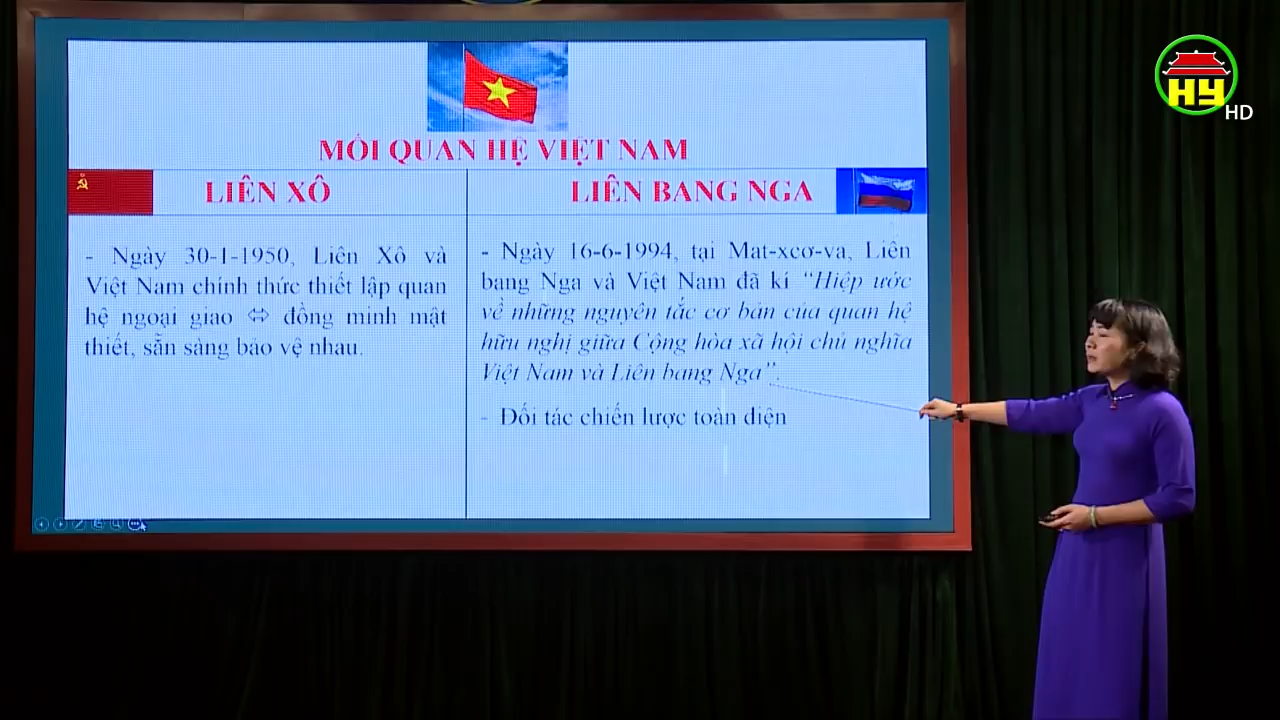 HY
HD
MỐI QUAN HỆ VIỆT NAM
LIÊN XÔ
- Ngày 30-1-1950, Liên Xô và
Việt Nam chính thức thiết lập quan
hệ ngoại giao ⇔ đồng minh mật
thiết, sẵn sàng bảo vệ nhau.
LIÊN BANG NGA
- Ngày 16-6-1994, tại Mat-xcơ-va, Liên
bang Nga và Việt Nam đã kí “Hiệp ước
về những nguyên tắc cơ bản của quan hệ
hữu nghị giữa Cộng hòa xã hội chủ nghĩa
Việt Nam và Liên bang Nga”.
- Đối tác chiến lược toàn diện